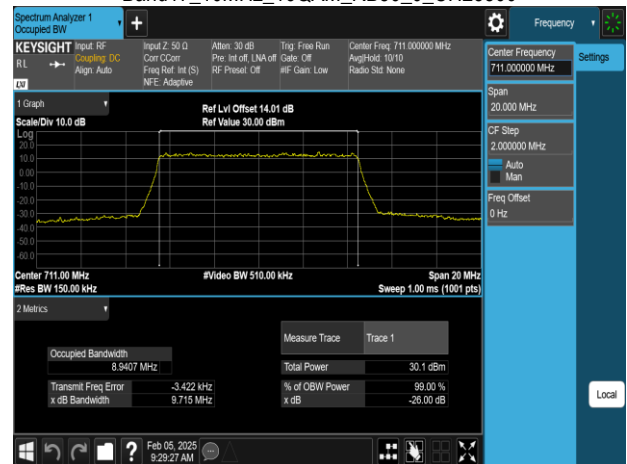 Spectrum Analyzer 1
Occupied BW
Frequency
KEYSIGHT
RL
LXI
Input: RF
Coupling: DC
Align: Auto
Input Z: 50 Ω
Corr CCorr
Freq Ref: Int (S)
NFE: Adaptive
Atten: 30 dB
Pre: Int off, LNA off
RF Preset: Off
Trig: Free Run
Gate: Off
#IF Gain: Low
Center Freq: 711.000000 MHz
Avg|Hold: 10/10
Radio Std: None
Center Frequency
711.000000 MHz
Settings
Span
20.000 MHz
CF Step
2.000000 MHz
Auto
Man
Freq Offset
0 Hz
1 Graph
Scale/Div 10.0 dB
Ref Lvl Offset 14.01 dB
Ref Value 30.00 dBm
Log
20.0
10.0
0.00
-10.0
-20.0
-30.0
-40.0
-50.0
-60.0
Center 711.00 MHz
#Video BW 510.00 kHz
Span 20 MHz
#Res BW 150.00 kHz
Sweep 1.00 ms (1001 pts)
2 Metrics
Measure Trace
Trace 1
Occupied Bandwidth
8.9407 MHz
Total Power
30.1 dBm
Transmit Freq Error
-3.422 kHz
% of OBW Power
99.00 %
x dB Bandwidth
9.715 MHz
x dB
-26.00 dB
Local
Feb 05, 2025
9:29:27 AM